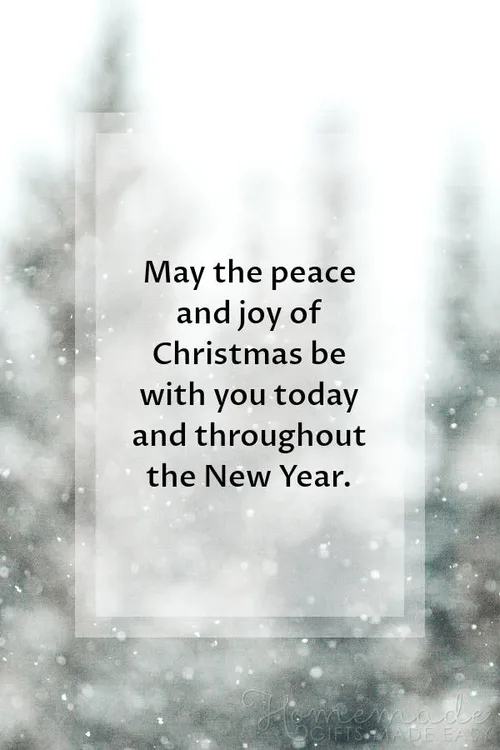 May the peace
and joy of
Christmas be
with you today
and throughout
the New Year.
Homemade
GIFTS MADE EASY